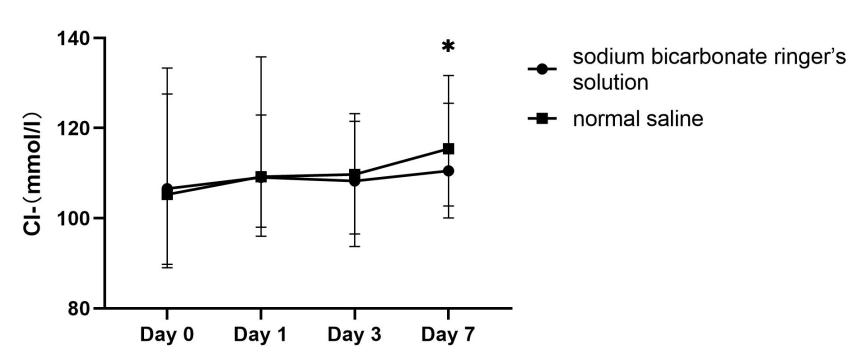 140
120
100
80
Cl-（mmol/l）
Day 0
Day 1
Day 3
Day 7
*
sodium bicarbonate ringer's
solution
normal saline